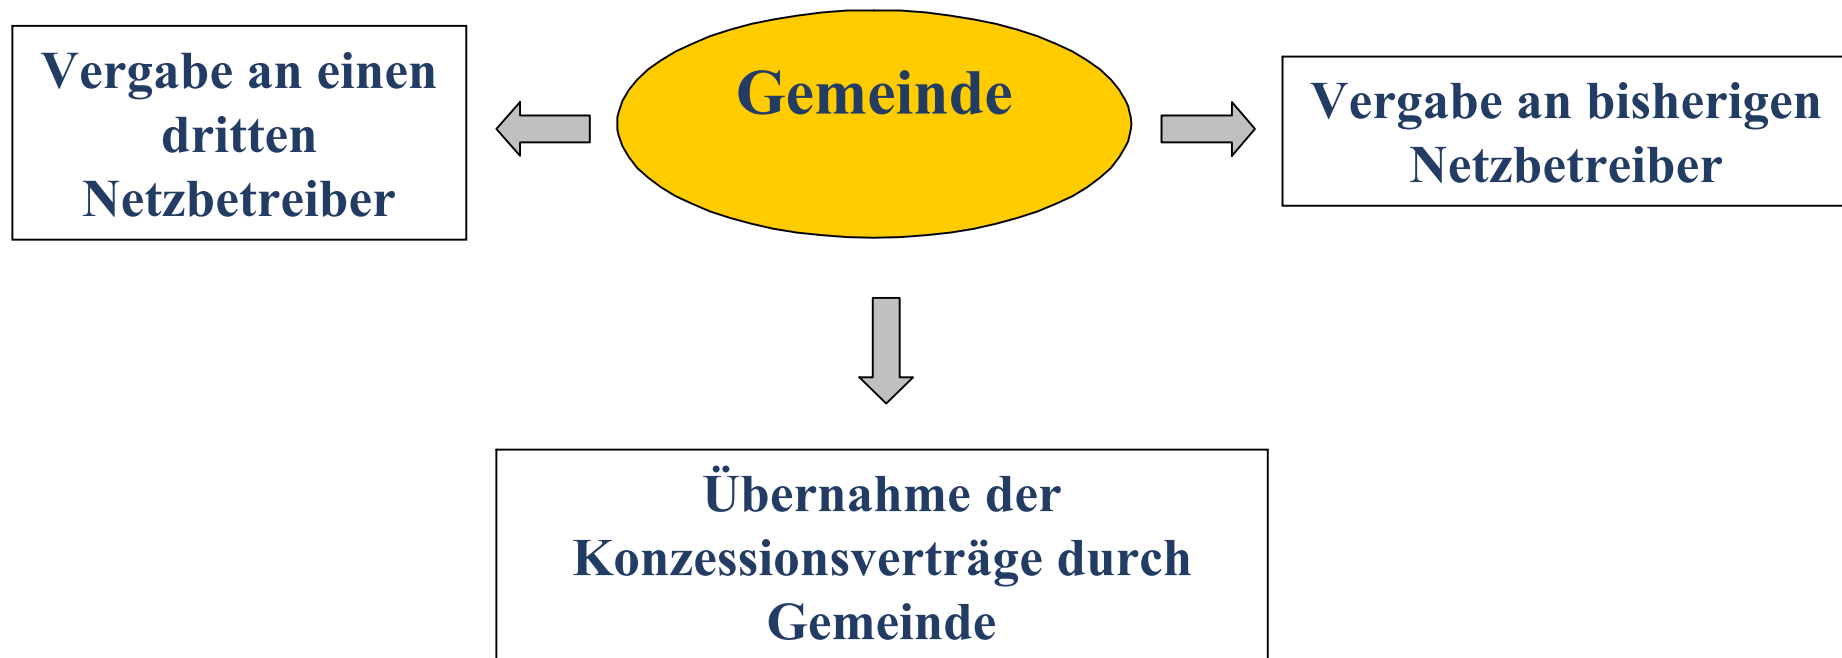 Vergabe an einen
dritten
Netzbetreiber
Gemeinde
Vergabe an bisherigen
Netzbetreiber
Übernahme der
Konzessionsverträge durch
Gemeinde